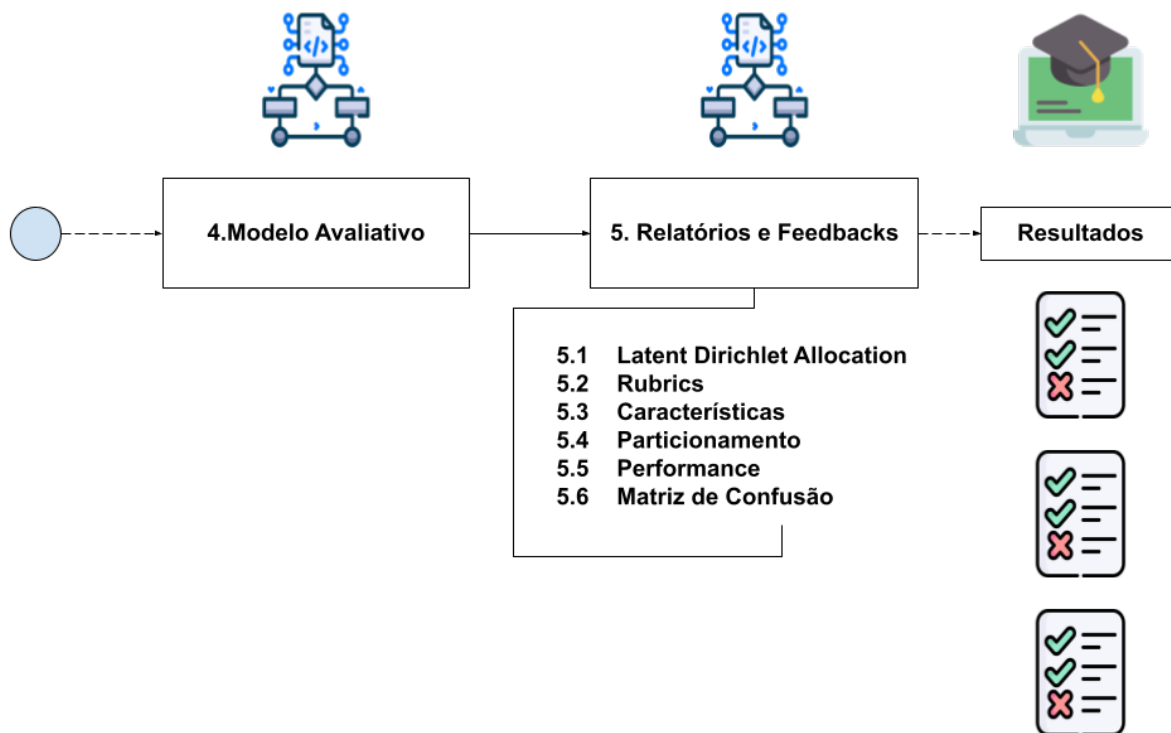 </>
</>
4.Modelo Avaliativo
5. Relatórios e Feedbacks
Resultados
5.1 Latent Dirichlet Allocation
5.2 Rubrics
5.3 Características
5.4 Particionamento
5.5 Performance
5.6 Matriz de Confusão